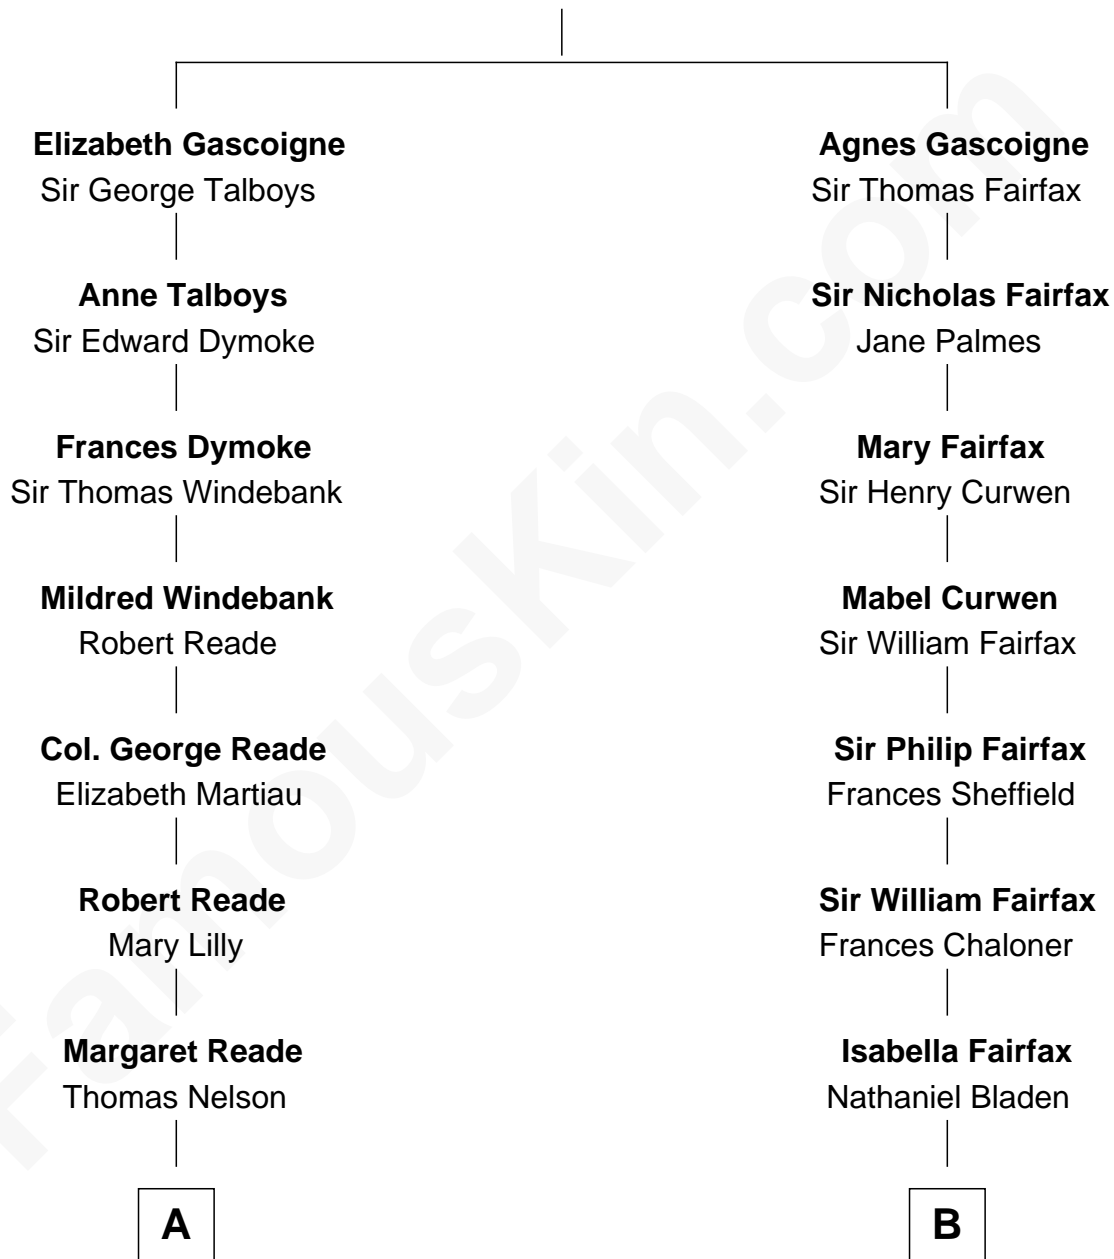 Elizabeth Gascoigne
Sir George Talboys
Anne Talboys
Sir Edward Dymoke
Frances Dymoke
Sir Thomas Windebank
Mildred Windebank
Robert Reade
Col. George Reade
Elizabeth Martiau
Robert Reade
Mary Lilly
Margaret Reade
Thomas Nelson
A
Agnes Gascoigne
Sir Thomas Fairfax
Sir Nicholas Fairfax
Jane Palmes
Mary Fairfax
Sir Henry Curwen
Mabel Curwen
Sir William Fairfax
Sir Philip Fairfax
Frances Sheffield
Sir William Fairfax
Frances Chaloner
Isabella Fairfax
Nathaniel Bladen
B
FamousKin.com